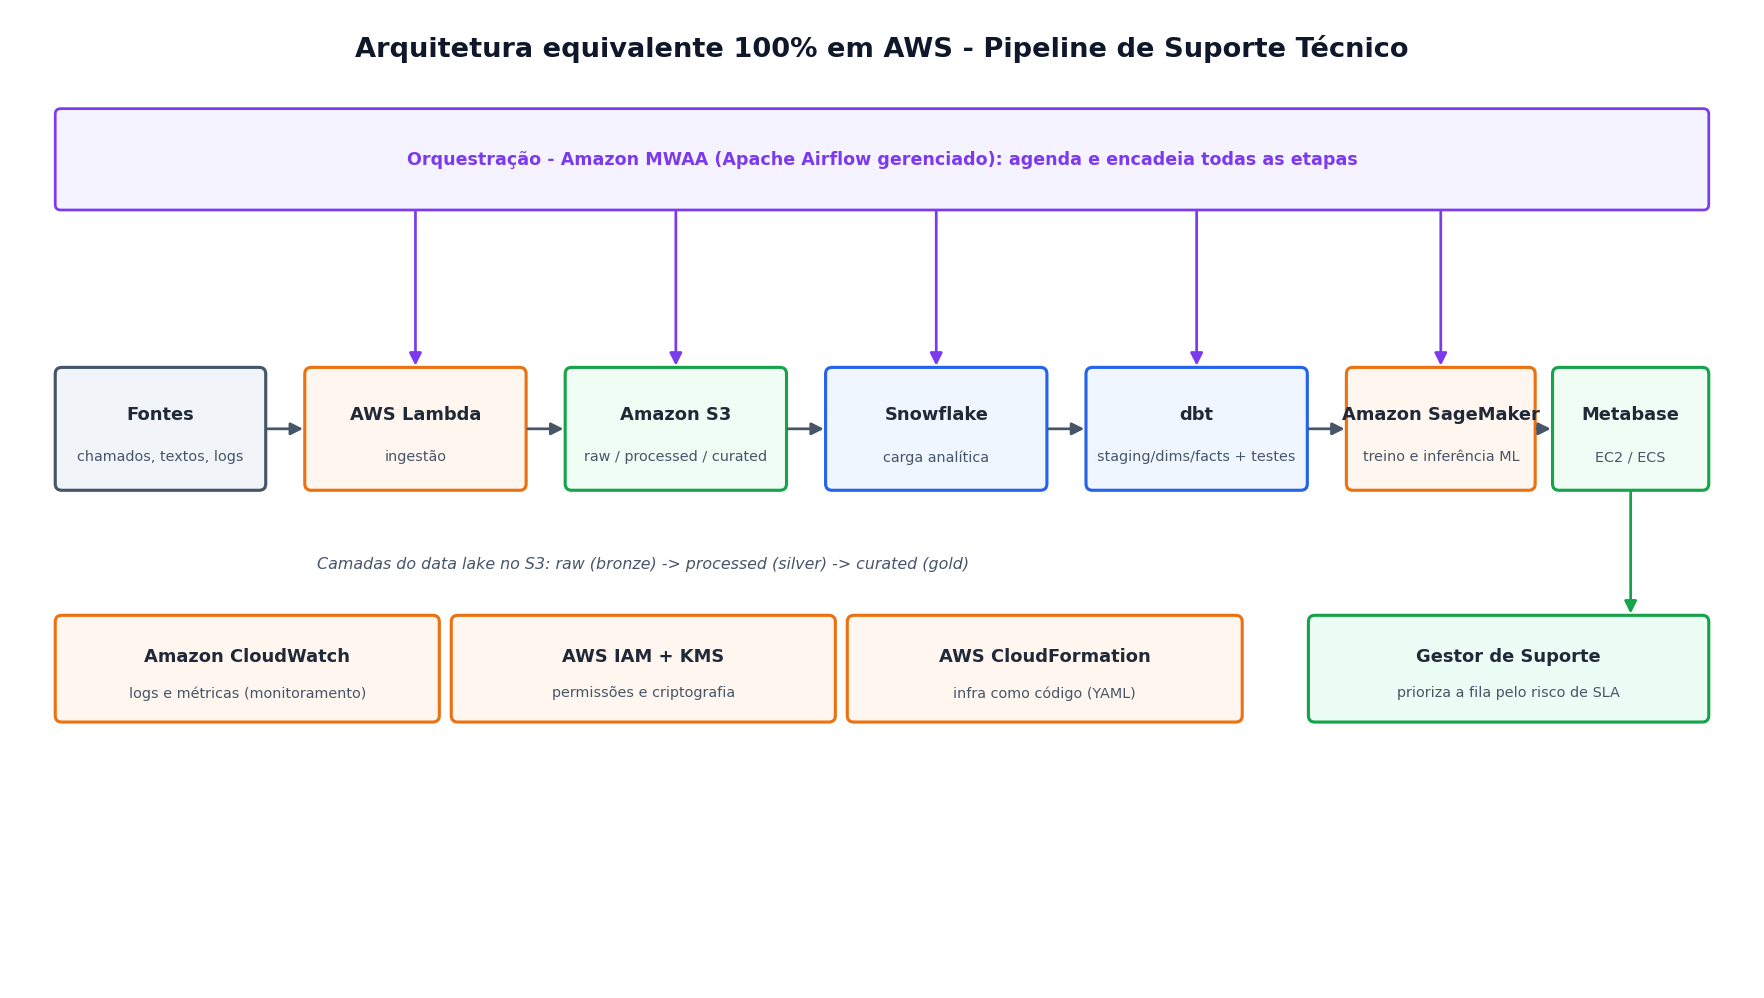 Arquitetura equivalente 100% em AWS - Pipeline de Suporte Técnico
Orquestração - Amazon MWAA (Apache Airflow gerenciado): agenda e encadeia todas as etapas
Fontes
chamados, textos, logs
AWS Lambda
ingestão
Amazon S3
raw / processed / curated
Snowflake
carga analítica
dbt
staging/dims/facts + testes
Amazon SageMaker
treino e inferência ML
Metabase
EC2 / ECS
Camadas do data lake no S3: raw (bronze) -> processed (silver) -> curated (gold)
Amazon CloudWatch
logs e métricas (monitoramento)
AWS IAM + KMS
permissões e criptografia
AWS CloudFormation
infra como código (YAML)
Gestor de Suporte
prioriza a fila pelo risco de SLA